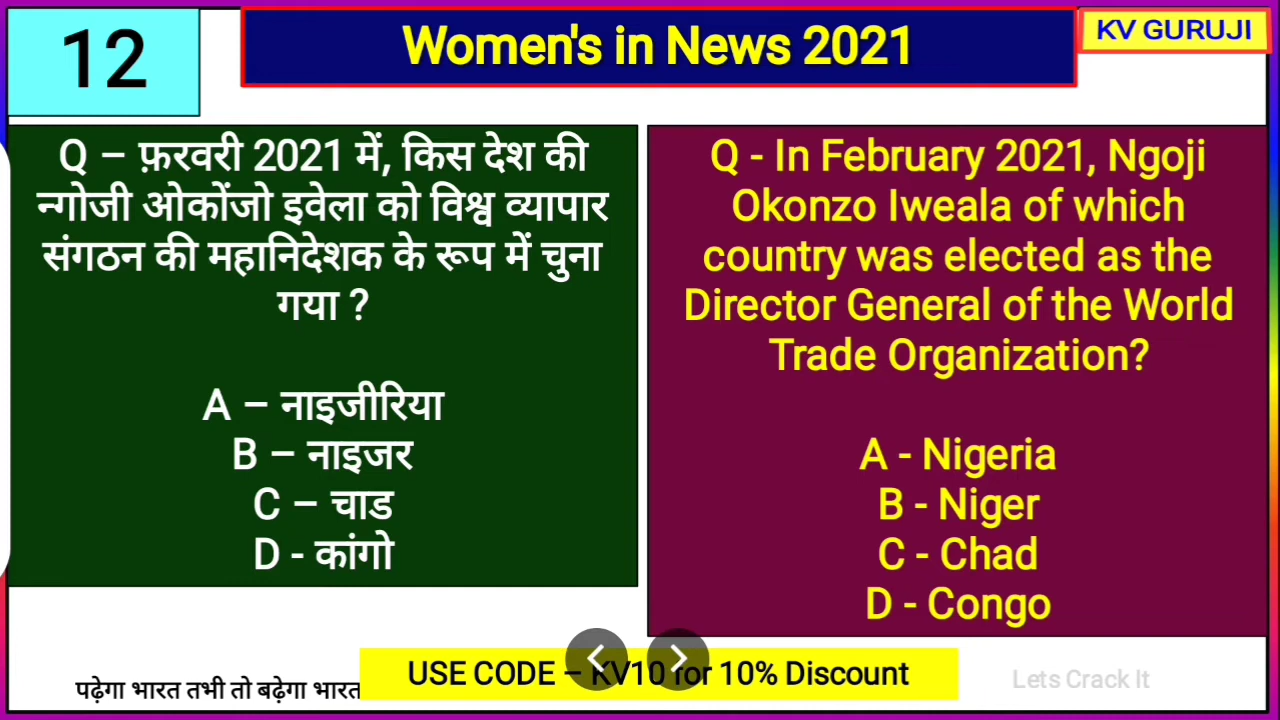 12
Women's in News 2021
KV GURUJI
Q – फ़रवरी 2021 में, किस देश की
न्गोजी ओकोंजो इवेला को विश्व व्यापार
संगठन की महानिदेशक के रूप में चुना
गया ?
A – नाइजीरिया
B – नाइजर
C – चाड
D - कांगो
Q - In February 2021, Ngoji
Okonzo Iweala of which
country was elected as the
Director General of the World
Trade Organization?
A - Nigeria
B - Niger
C - Chad
D - Congo
पढ़ेगा भारत तभी तो बढ़ेगा भारत
USE CODE – KV10 for 10% Discount
Lets Crack It